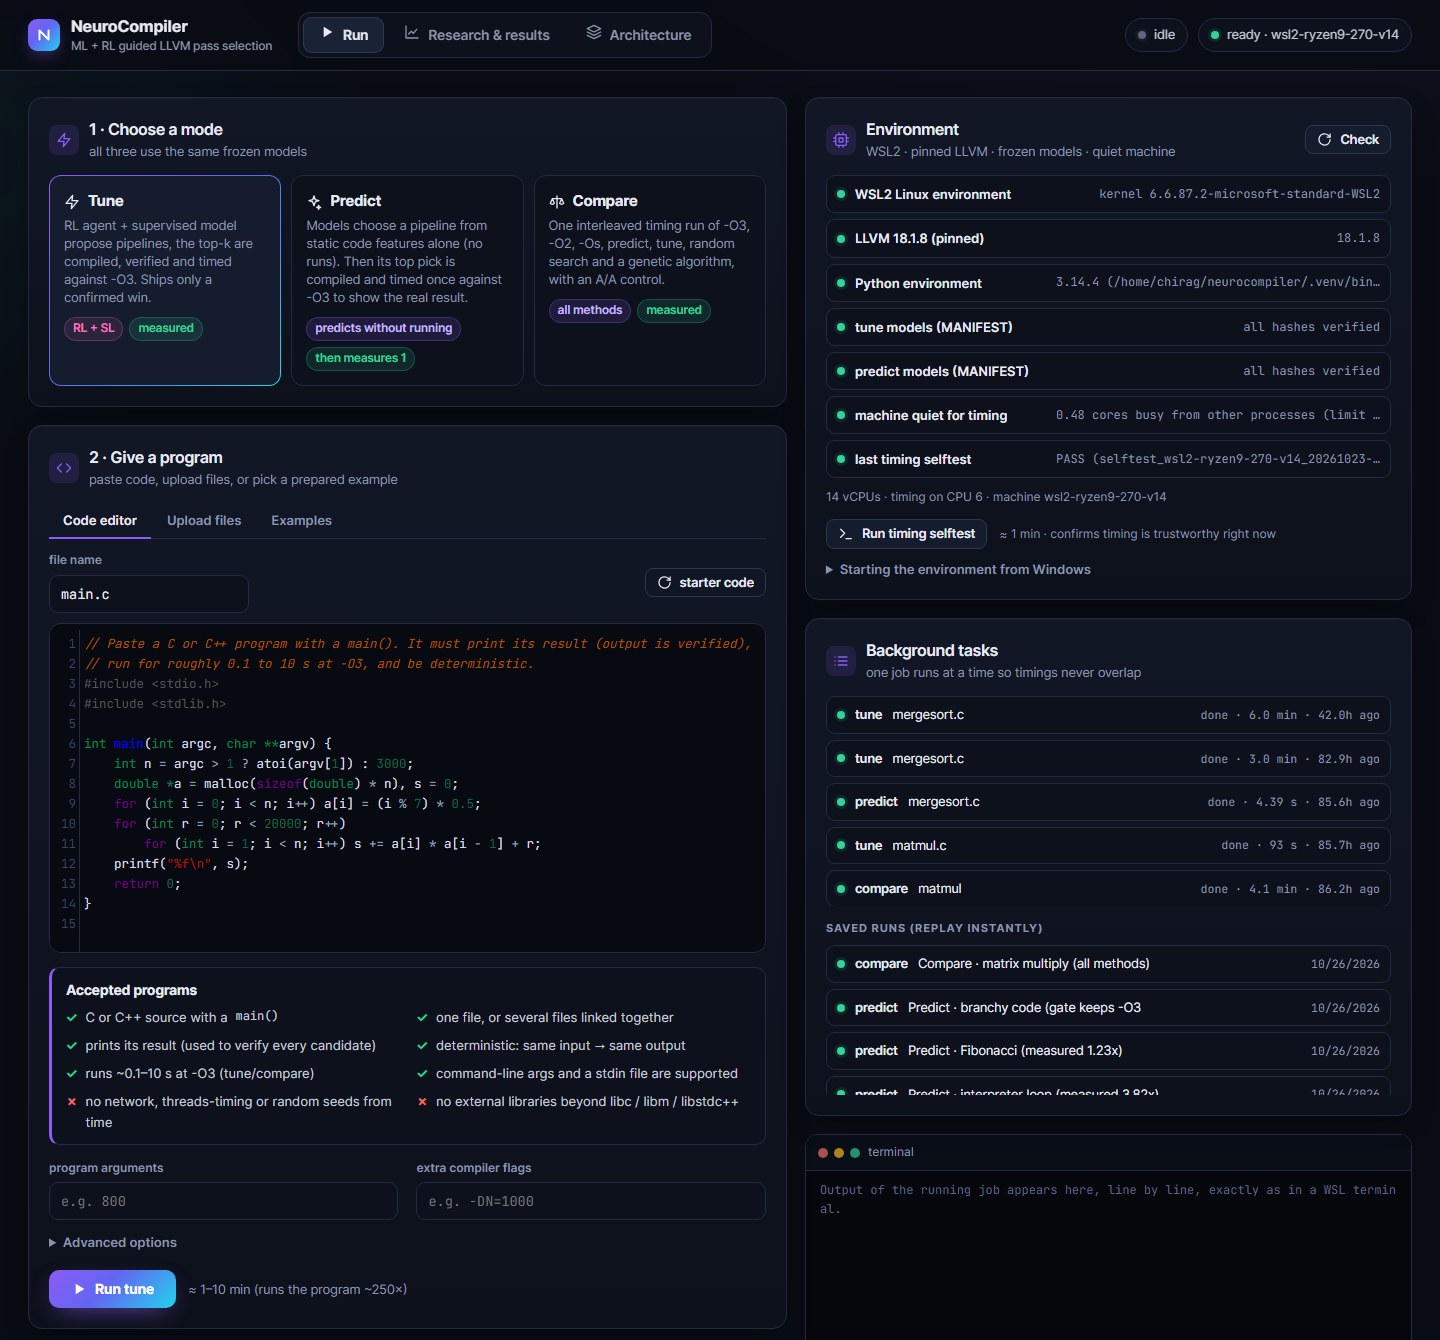 N
NeuroCompiler
ML + RL guided LLVM pass selection
Run
Research & results
Architecture
idle
ready · wsl2-ryzen9-270-v14
1 · Choose a mode
all three use the same frozen models
Tune
RL agent + supervised model
propose pipelines, the top-k are
compiled, verified and timed
against -O3. Ships only a
confirmed win.
RL + SL
measured
Predict
Models choose a pipeline from
static code features alone (no
runs). Then its top pick is
compiled and timed once against
-O3 to show the real result.
predicts without running
then measures 1
Compare
One interleaved timing run of -O3,
-O2, -Os, predict, tune, random
search and a genetic algorithm,
with an A/A control.
all methods
measured
2 · Give a program
paste code, upload files, or pick a prepared example
Code editor
Upload files
Examples
file name
main.c
starter code
1 // Paste a C or C++ program with a main(). It must print its result (output is verified),
2 // run for roughly 0.1 to 10 s at -O3, and be deterministic.
3 #include <stdio.h>
4 #include <stdlib.h>
5
6 int main(int argc, char **argv) {
7     int n = argc > 1 ? atoi(argv[1]) : 3000;
8     double *a = malloc(sizeof(double) * n), s = 0;
9     for (int i = 0; i < n; i++) a[i] = (i % 7) * 0.5;
10     for (int r = 0; r < 20000; r++)
11         for (int i = 1; i < n; i++) s += a[i] * a[i - 1] + r;
12     printf("%f\n", s);
13     return 0;
14 }
15
Accepted programs
✓ C or C++ source with a main()
✓ one file, or several files linked together
✓ prints its result (used to verify every candidate)
✓ deterministic: same input → same output
✓ runs ~0.1–10 s at -O3 (tune/compare)
✓ command-line args and a stdin file are supported
✕ no network, threads-timing or random seeds from
time
✕ no external libraries beyond libc / libm / libstdc++
program arguments
e.g. 800
extra compiler flags
e.g. -DN=1000
Advanced options
Run tune
≈ 1–10 min (runs the program ~250×)
Environment
WSL2 · pinned LLVM · frozen models · quiet machine
Check
WSL2 Linux environment kernel 6.6.87.2-microsoft-standard-WSL2
LLVM 18.1.8 (pinned) 18.1.8
Python environment 3.14.4 (/home/chirag/neurocompiler/.venv/bin…
tune models (MANIFEST) all hashes verified
predict models (MANIFEST) all hashes verified
machine quiet for timing 0.48 cores busy from other processes (limit …
last timing selftest PASS (selftest_wsl2-ryzen9-270-v14_20261023-…
14 vCPUs · timing on CPU 6 · machine wsl2-ryzen9-270-v14
Run timing selftest
≈ 1 min · confirms timing is trustworthy right now
Starting the environment from Windows
Background tasks
one job runs at a time so timings never overlap
tune mergesort.c done · 6.0 min · 42.0h ago
tune mergesort.c done · 3.0 min · 82.9h ago
predict mergesort.c done · 4.39 s · 85.6h ago
tune matmul.c done · 93 s · 85.7h ago
compare matmul done · 4.1 min · 86.2h ago
SAVED RUNS (REPLAY INSTANTLY)
compare Compare · matrix multiply (all methods) 10/26/2026
predict Predict · branchy code (gate keeps -O3 10/26/2026
predict Predict · Fibonacci (measured 1.23x) 10/26/2026
predict Predict · interpreter loop (measured 3.82x) 10/26/2026
terminal
Output of the running job appears here, line by line, exactly as in a WSL termin
al.